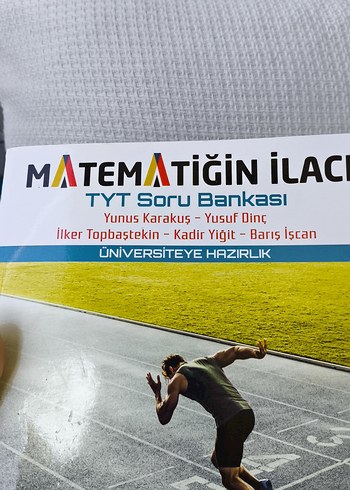 MATEMATİĞİN İLACI
TYT Soru Bankası
Yunus Karakuş - Yusuf Dinç
İlker Topbaştekin - Kadir Yiğit - Barış İşcan
ÜNİVERSİTEYE HAZIRLIK